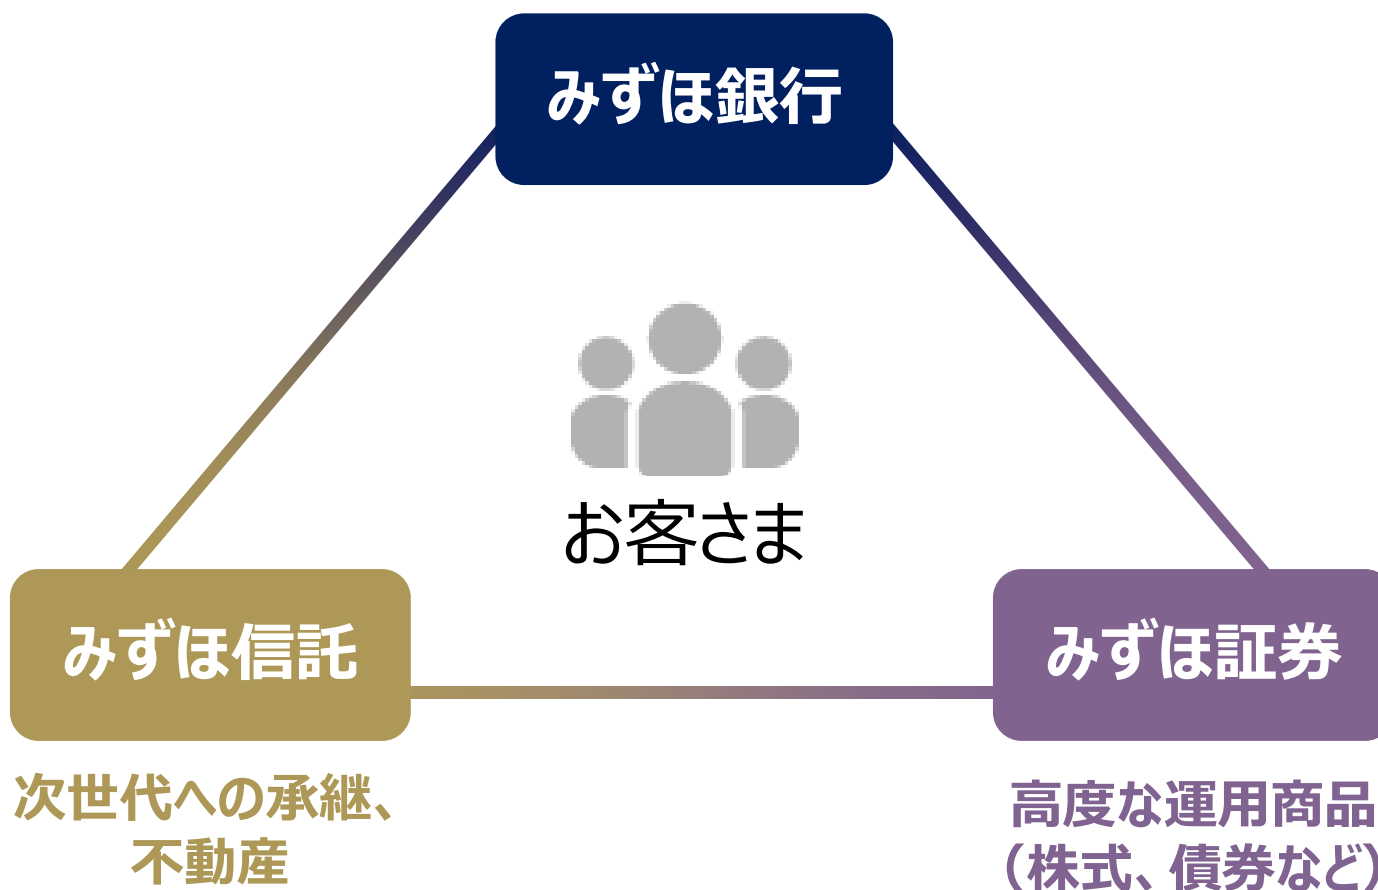 みずほ銀行
お客さま
みずほ信託
みずほ証券
次世代への承継、
不動産
高度な運用商品
（株式、債券など）